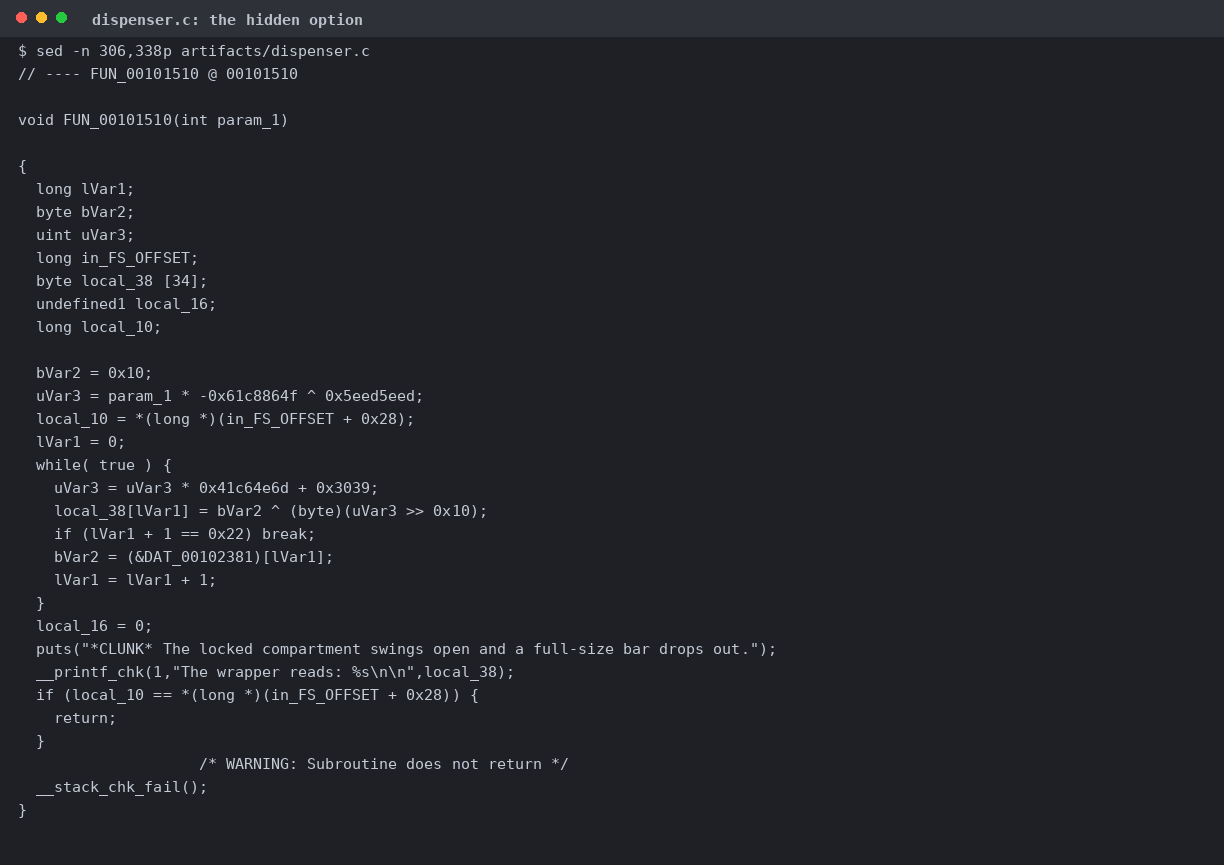 dispenser.c: the hidden option
$ sed -n 306,338p artifacts/dispenser.c
// ---- FUN_00101510 @ 00101510

void FUN_00101510(int param_1)

{
  long lVar1;
  byte bVar2;
  uint uVar3;
  long in_FS_OFFSET;
  byte local_38 [34];
  undefined1 local_16;
  long local_10;

  bVar2 = 0x10;
  uVar3 = param_1 * -0x61c8864f ^ 0x5eed5eed;
  local_10 = *(long *)(in_FS_OFFSET + 0x28);
  lVar1 = 0;
  while( true ) {
    uVar3 = uVar3 * 0x41c64e6d + 0x3039;
    local_38[lVar1] = bVar2 ^ (byte)(uVar3 >> 0x10);
    if (lVar1 + 1 == 0x22) break;
    bVar2 = (&DAT_00102381)[lVar1];
    lVar1 = lVar1 + 1;
  }
  local_16 = 0;
  puts("*CLUNK* The locked compartment swings open and a full-size bar drops out.");
  __printf_chk(1,"The wrapper reads: %s\n\n",local_38);
  if (local_10 == *(long *)(in_FS_OFFSET + 0x28)) {
    return;
  }
                    /* WARNING: Subroutine does not return */
  __stack_chk_fail();
}